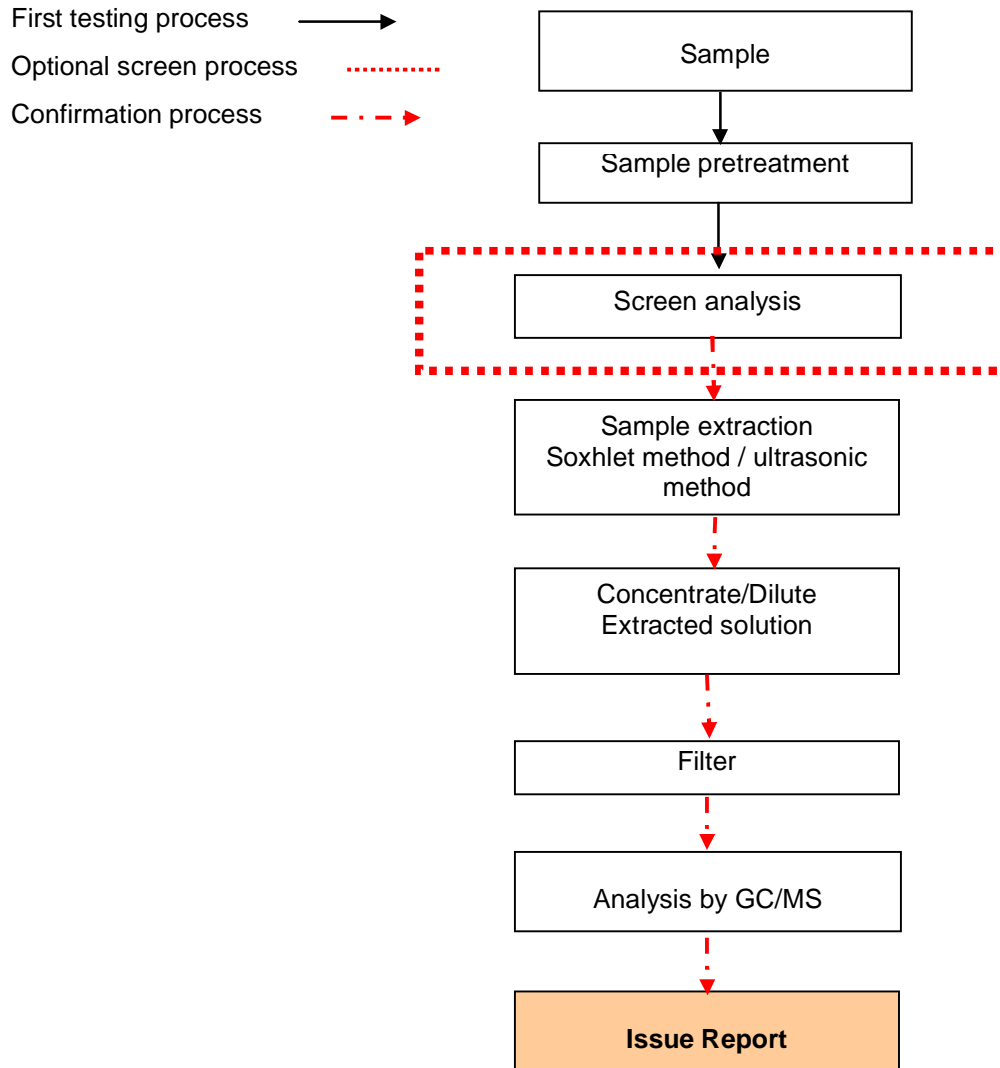 First testing process
Optional screen process
Confirmation process
Sample
Sample pretreatment
Screen analysis
Sample extraction
Soxhlet method / ultrasonic
method
Concentrate/Dilute
Extracted solution
Filter
Analysis by GC/MS
Issue Report